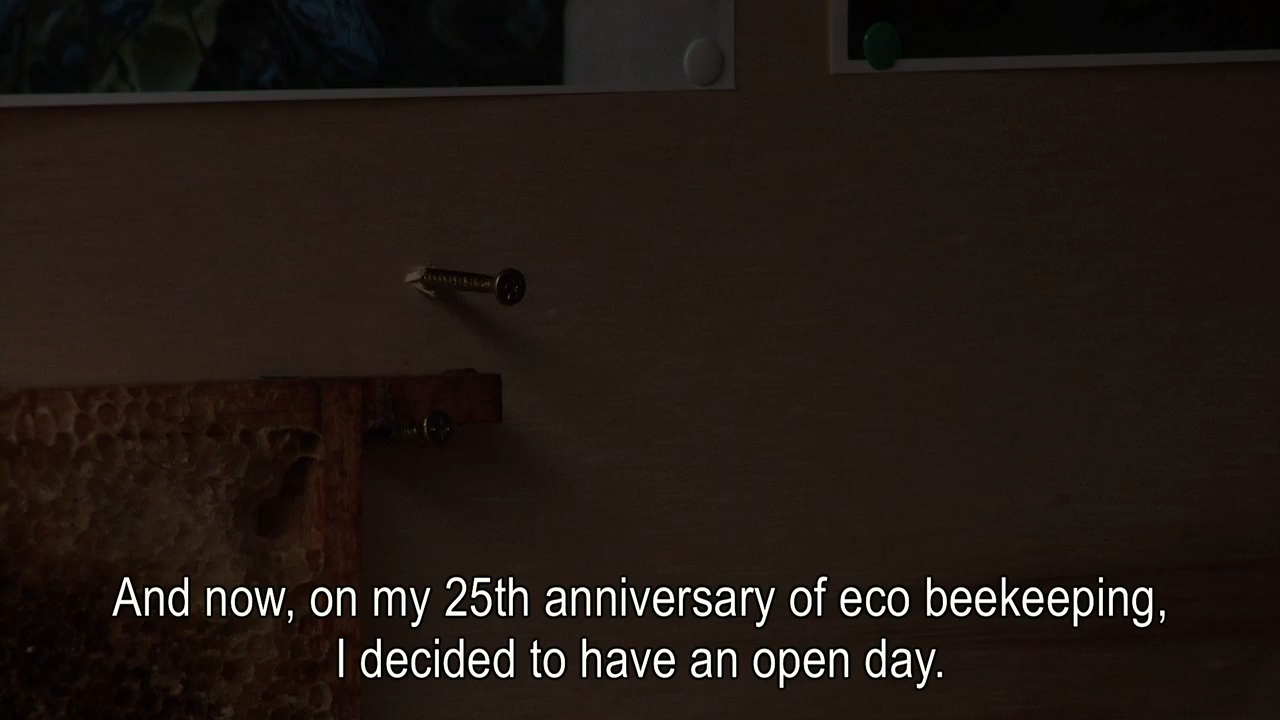 And now, on my 25th anniversary of eco beekeeping,
I decided to have an open day.